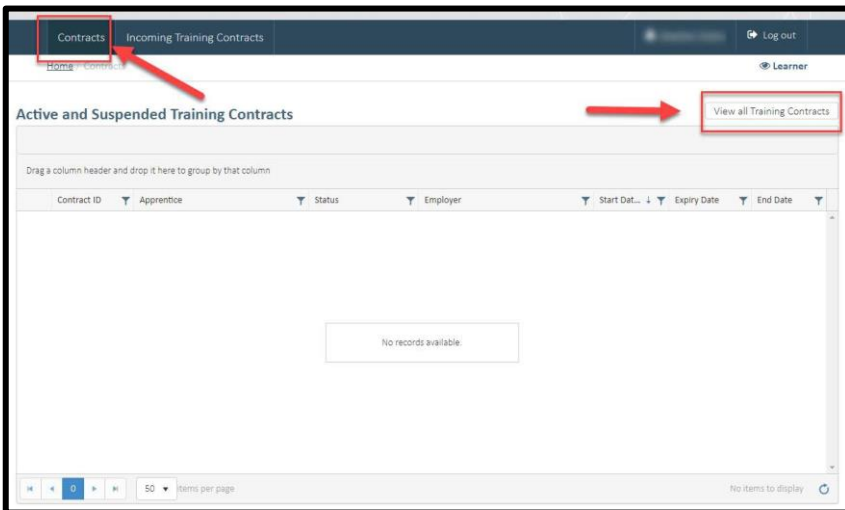 Contracts Incoming Training Contracts Log out
Home / Contracts Learner
Active and Suspended Training Contracts View all Training Contracts
Drag a column header and drop it here to group by that column
Contract ID Apprentice Status Employer Start Dat... ↓ Expiry Date End Date
No records available.
0 50 items per page No items to display